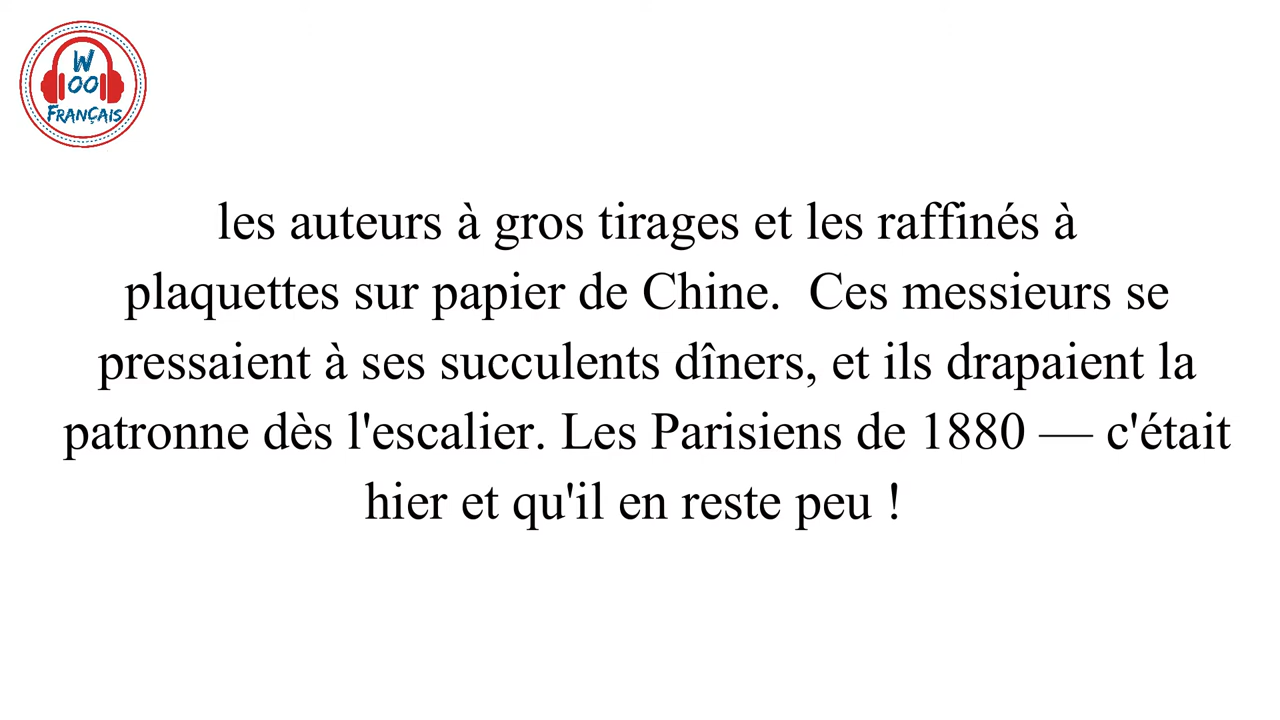 W
OO
FRANÇAIS
les auteurs à gros tirages et les raffinés à
plaquettes sur papier de Chine.  Ces messieurs se
pressaient à ses succulents dîners, et ils drapaient la
patronne dès l'escalier. Les Parisiens de 1880 — c'était
hier et qu'il en reste peu !